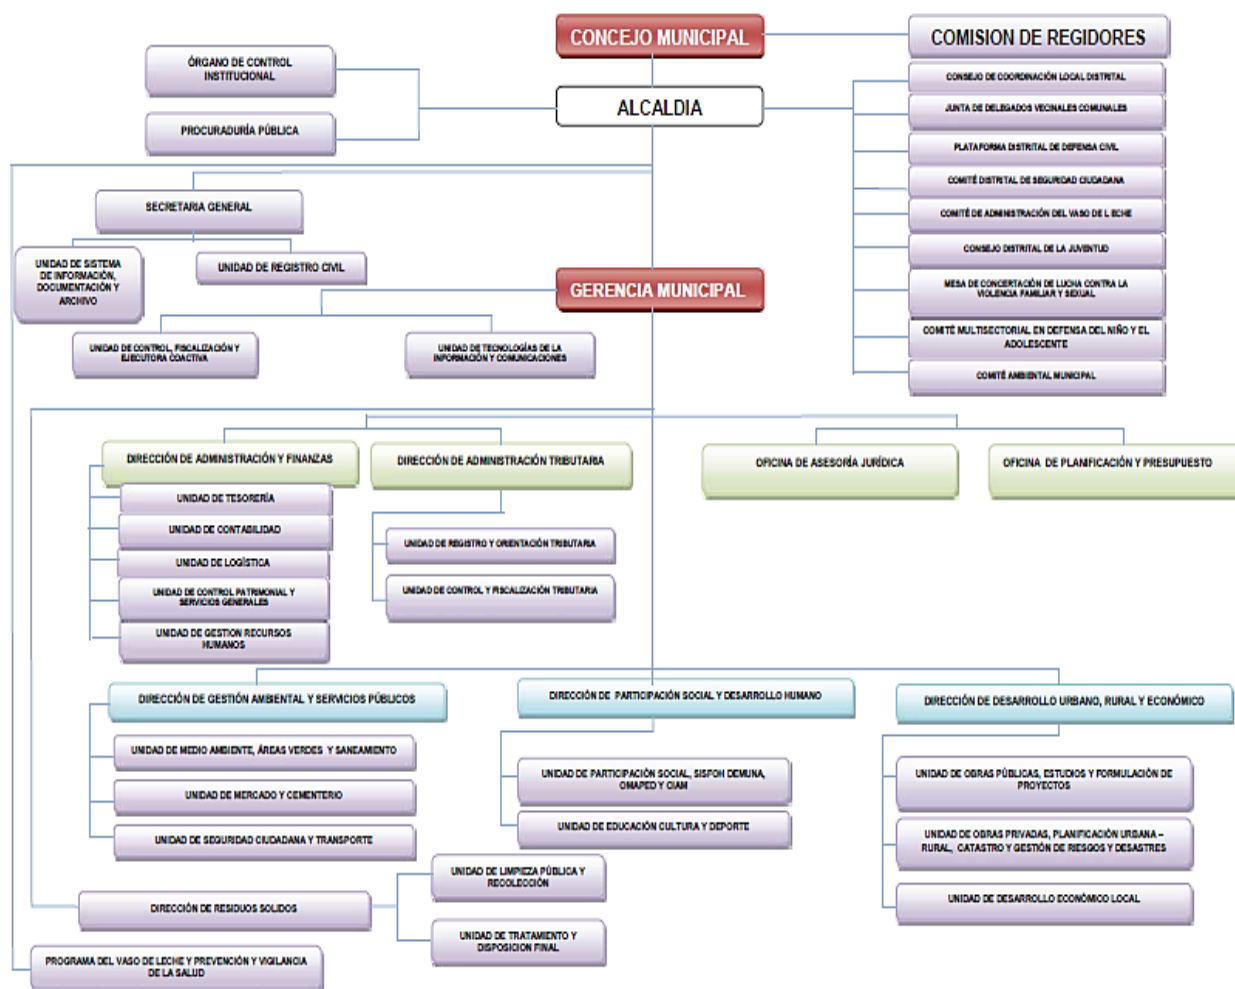 CONCEJO MUNICIPAL
COMISION DE REGIDORES
ÓRGANO DE CONTROL
INSTITUCIONAL
ALCALDIA
PROCURADURÍA PÚBLICA
CONSEJO DE COORDINACIÓN LOCAL DISTRITAL
JUNTA DE DELEGADOS VECINALES COMUNALES
PLATAFORMA DISTRITAL DE DEFENSA CIVIL
COMITÉ DISTRITAL DE SEGURIDAD CIUDADANA
COMITÉ DE ADMINISTRACIÓN DEL VASO DE L ECHE
CONSEJO DISTRITAL DE LA JUVENTUD
MESA DE CONCERTACIÓN DE LUCHA CONTRA LA
VIOLENCIA FAMILIAR Y SEXUAL
COMITÉ MULTISECTORIAL EN DEFENSA DEL NIÑO Y EL
ADOLESCENTE
COMITÉ AMBIENTAL MUNICIPAL
SECRETARIA GENERAL
UNIDAD DE SISTEMA
DE INFORMACIÓN,
DOCUMENTACIÓN Y
ARCHIVO
UNIDAD DE REGISTRO CIVIL
GERENCIA MUNICIPAL
UNIDAD DE CONTROL, FISCALIZACIÓN Y
EJECUTORA COACTIVA
UNIDAD DE TECNOLOGÍAS DE LA
INFORMACIÓN Y COMUNICACIONES
DIRECCIÓN DE ADMINISTRACIÓN Y FINANZAS
DIRECCIÓN DE ADMINISTRACIÓN TRIBUTARIA
OFICINA DE ASESORÍA JURÍDICA
OFICINA  DE PLANIFICACIÓN Y PRESUPUESTO
UNIDAD DE TESORERÍA
UNIDAD DE CONTABILIDAD
UNIDAD DE LOGÍSTICA
UNIDAD DE CONTROL PATRIMONIAL Y
SERVICIOS GENERALES
UNIDAD DE GESTION RECURSOS
HUMANOS
UNIDAD DE REGISTRO Y ORIENTACIÓN TRIBUTARIA
UNIDAD DE CONTROL Y FISCALIZACIÓN TRIBUTARIA
DIRECCIÓN DE GESTIÓN AMBIENTAL Y SERVICIOS PÚBLICOS
DIRECCIÓN DE  PARTICIPACIÓN SOCIAL Y DESARROLLO HUMANO
DIRECCIÓN DE DESARROLLO URBANO, RURAL Y ECONÓMICO
UNIDAD DE MEDIO AMBIENTE, ÁREAS VERDES  Y SANEAMIENTO
UNIDAD DE MERCADO Y CEMENTERIO
UNIDAD DE SEGURIDAD CIUDADANA Y TRANSPORTE
UNIDAD DE PARTICIPACIÓN SOCIAL, SISFOH DEMUNA,
OMAPED Y CIAM
UNIDAD DE EDUCACIÓN CULTURA Y DEPORTE
UNIDAD DE OBRAS PÚBLICAS, ESTUDIOS Y FORMULACIÓN DE
PROYECTOS
UNIDAD DE OBRAS PRIVADAS, PLANIFICACIÓN URBANA –
RURAL,  CATASTRO Y GESTIÓN DE RIESGOS Y DESASTRES
UNIDAD DE DESARROLLO ECONÓMICO LOCAL
DIRECCIÓN DE RESIDUOS SOLIDOS
UNIDAD DE LIMPIEZA PÚBLICA Y
RECOLECCIÓN
UNIDAD DE TRATAMIENTO Y
DISPOSICION FINAL
PROGRAMA DEL VASO DE LECHE Y PREVENCIÓN Y VIGILANCIA
DE LA SALUD